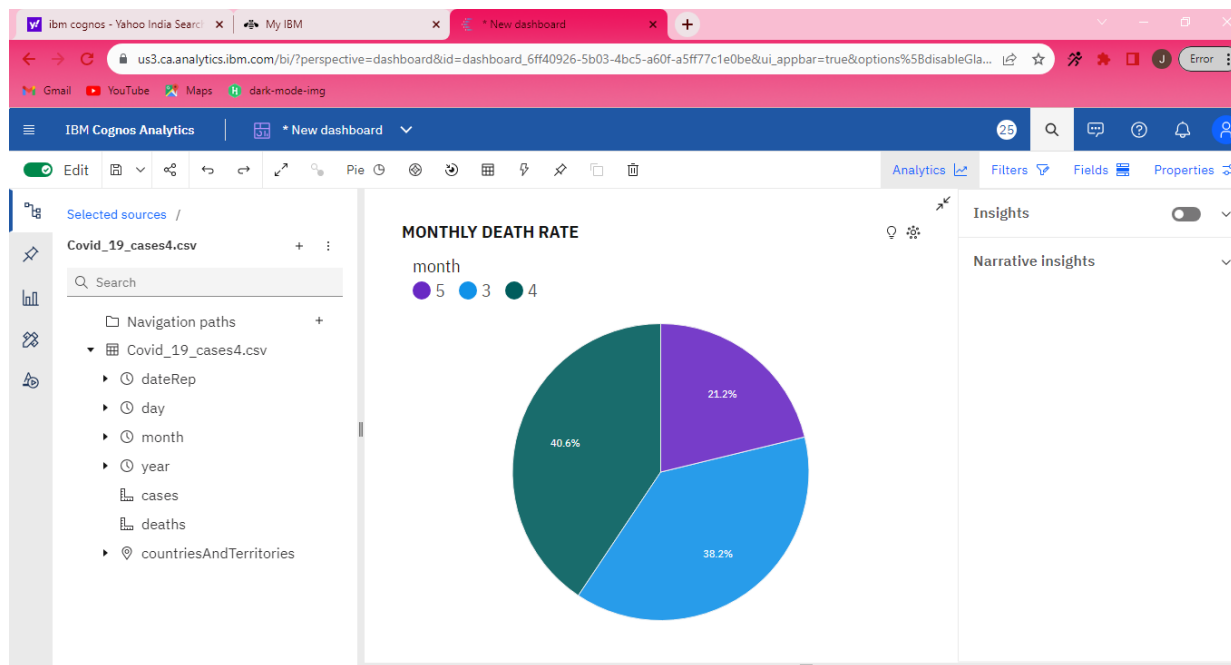 ibm cognos - Yahoo India Search
My IBM
* New dashboard
us3.ca.analytics.ibm.com/bi/?perspective=dashboard&id=dashboard_6ff40926-5b03-4bc5-a60f-a5ff77c1e0be&ui_appbar=true&options%5BdisableGla...
J
Error
Gmail YouTube Maps dark-mode-img
IBM Cognos Analytics * New dashboard 25
Edit Pie Analytics Filters Fields Properties
Selected sources /
Covid_19_cases4.csv
Search
Navigation paths
Covid_19_cases4.csv
dateRep
day
month
year
cases
deaths
countriesAndTerritories
MONTHLY DEATH RATE
month
5 3 4
21.2%
40.6%
38.2%
Insights
Narrative insights